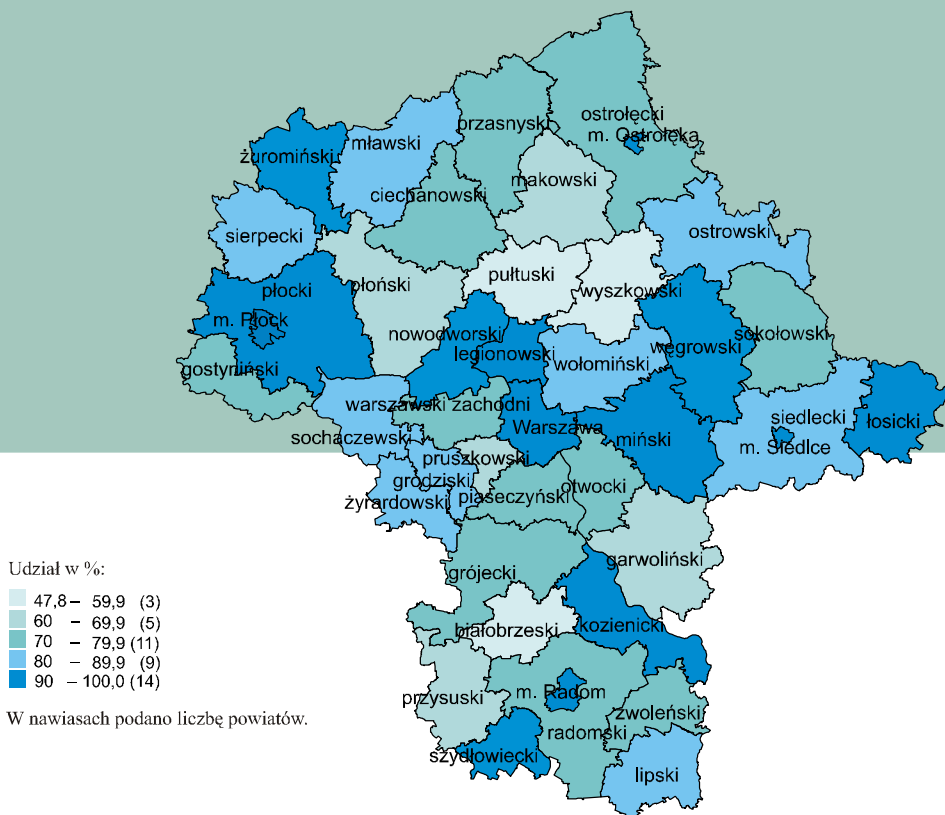 ostrołęcki
m. Ostrołęka
przasnyski
mławski
żuromiński
makowski
ciechanowski
sierpecki
ostrowski
pułtuski
płoński
wyszkowski
płocki
m. Płock
nowodworski
sokołowski
węgrowski
legionowski
wołomiński
gostyniński
warszawski zachodni
siedlecki
łosicki
Warszawa
miński
m. Siedlce
sochaczewski
pruszkowski
grodziski
otwocki
piaseczyński
żyrardowski
garwoliński
grójecki
białobrzeski
kozienicki
m. Radom
przysuski
zwoleński
radomski
szydłowiecki
lipski
Udział w %:
47,8 – 59,9 (3)
60 – 69,9 (5)
70 – 79,9 (11)
80 – 89,9 (9)
90 – 100,0 (14)
W nawiasach podano liczbę powiatów.